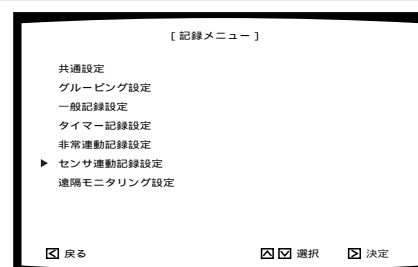 [ 記録メニュー ]
共通設定
グルーピング設定
一般記録設定
タイマー記録設定
非常連動記録設定
▶ センサ連動記録設定
遠隔モニタリング設定
戻る 選択 決定